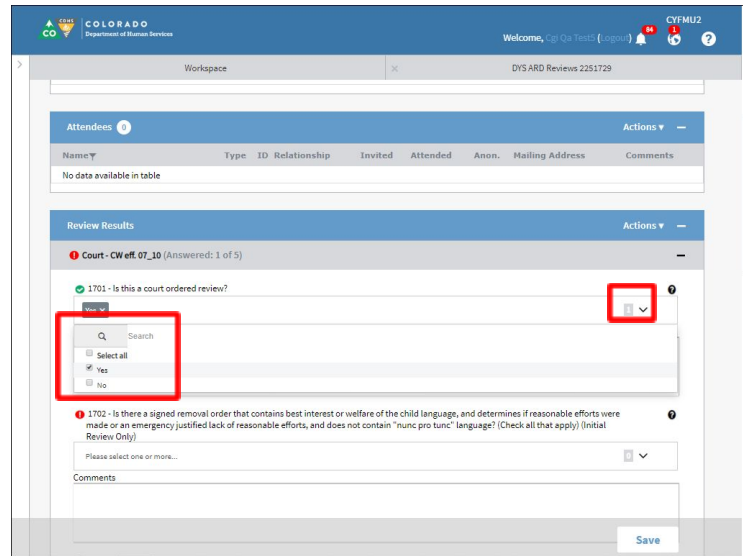 CYFMU2
CO CDHS COLORADO
Department of Human Services
Welcome, Cgi Qa Test5 (Logout) 84 1 ?
> Workspace × DYS ARD Reviews 2251729
Attendees 0 Actions ▾ –
Name Type ID Relationship Invited Attended Anon. Mailing Address Comments
No data available in table
Review Results Actions ▾ –
Court - CW eff. 07_10 (Answered: 1 of 5) –
1701 - Is this a court ordered review? ?
Yes × 1
Search
Select all
Yes
No
1702 - Is there a signed removal order that contains best interest or welfare of the child language, and determines if reasonable efforts were ?
made or an emergency justified lack of reasonable efforts, and does not contain "nunc pro tunc" language? (Check all that apply) (Initial
Review Only)
Please select one or more... 0
Comments
Save